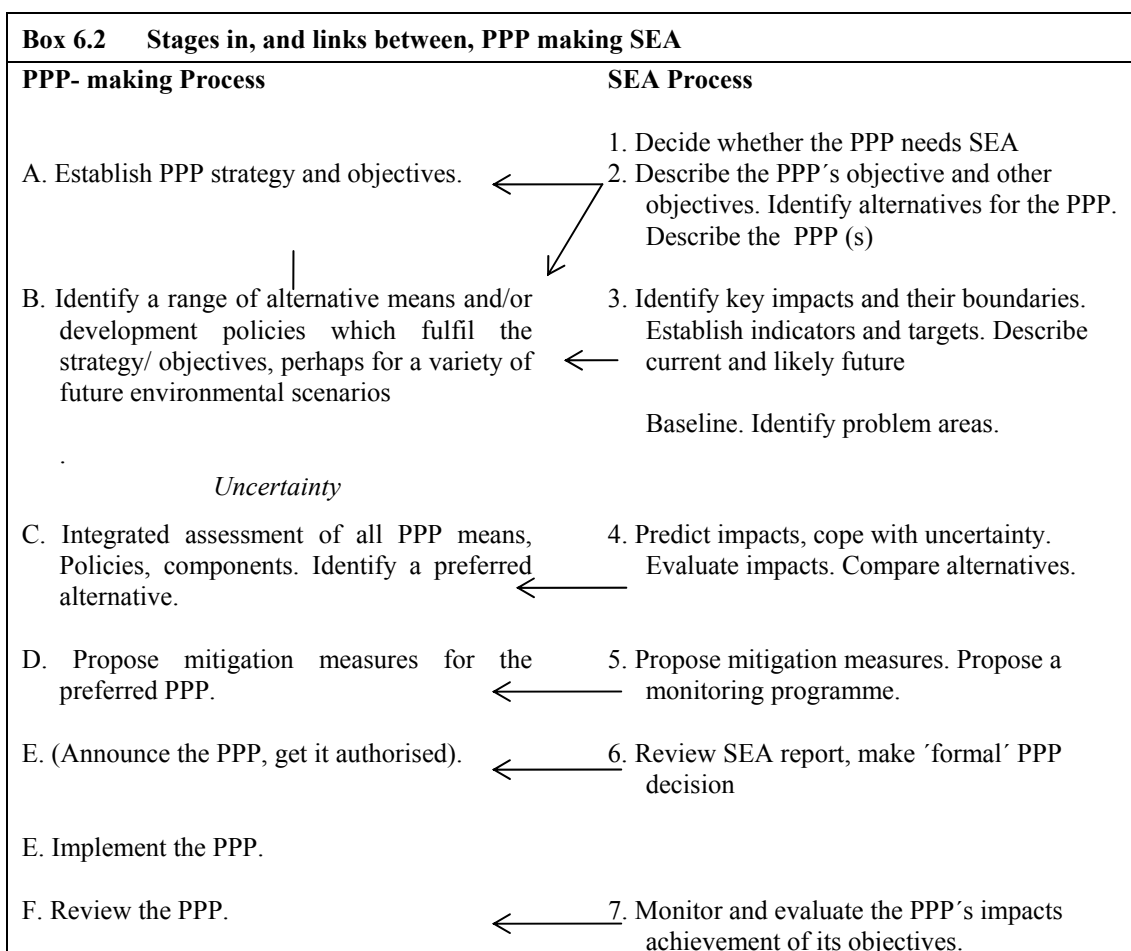 Box 6.2 Stages in, and links between, PPP making SEA
PPP- making Process
SEA Process
1. Decide whether the PPP needs SEA
A. Establish PPP strategy and objectives.
2. Describe the PPP´s objective and other
objectives. Identify alternatives for the PPP.
Describe the PPP (s)
B. Identify a range of alternative means and/or
development policies which fulfil the
strategy/ objectives, perhaps for a variety of
future environmental scenarios
3. Identify key impacts and their boundaries.
Establish indicators and targets. Describe
current and likely future
Baseline. Identify problem areas.
.
Uncertainty
C. Integrated assessment of all PPP means,
Policies, components. Identify a preferred
alternative.
4. Predict impacts, cope with uncertainty.
Evaluate impacts. Compare alternatives.
D. Propose mitigation measures for the
preferred PPP.
5. Propose mitigation measures. Propose a
monitoring programme.
E. (Announce the PPP, get it authorised).
6. Review SEA report, make ´formal´ PPP
decision
E. Implement the PPP.
F. Review the PPP.
7. Monitor and evaluate the PPP´s impacts
achievement of its objectives.